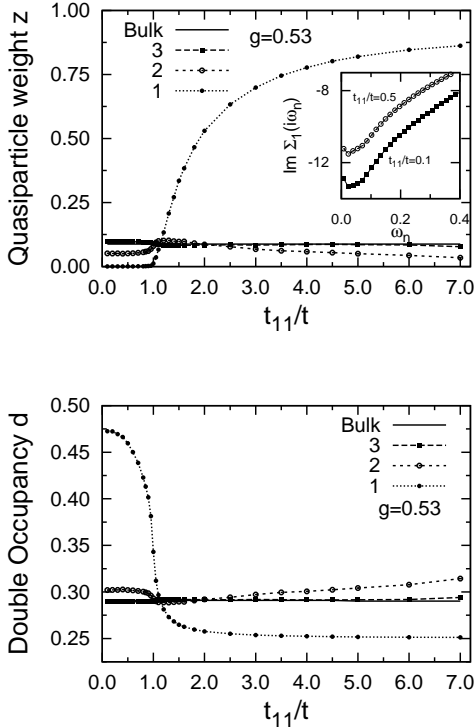 Quasiparticle weight z
1.00
0.75
0.50
0.25
0.00
Bulk
3
2
1
g=0.53
Im Σ₁(iωₙ)
-8
-12
t₁₁/t=0.5
t₁₁/t=0.1
0.0 0.2 0.4
ωₙ
0.0 1.0 2.0 3.0 4.0 5.0 6.0 7.0
t₁₁/t
Double Occupancy d
0.50
0.45
0.40
0.35
0.30
0.25
Bulk
3
2
1
g=0.53
0.0 1.0 2.0 3.0 4.0 5.0 6.0 7.0
t₁₁/t